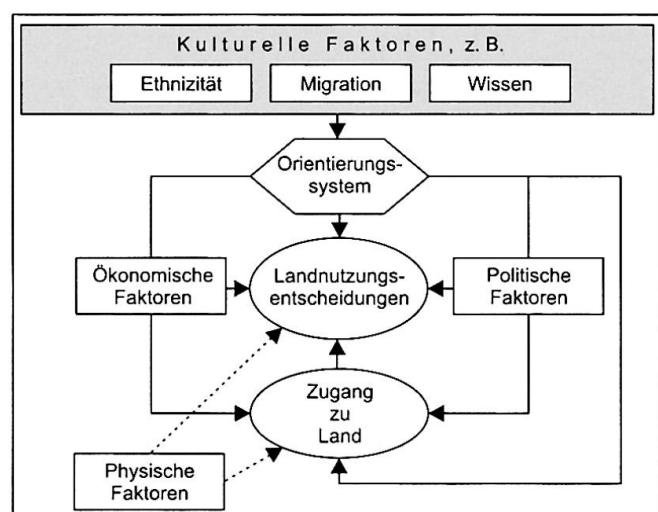 Kulturelle Faktoren, z. B.
Ethnizität
Migration
Wissen
Orientierungs-
system
Ökonomische
Faktoren
Landnutzungs-
entscheidungen
Politische
Faktoren
Zugang
zu
Land
Physische
Faktoren